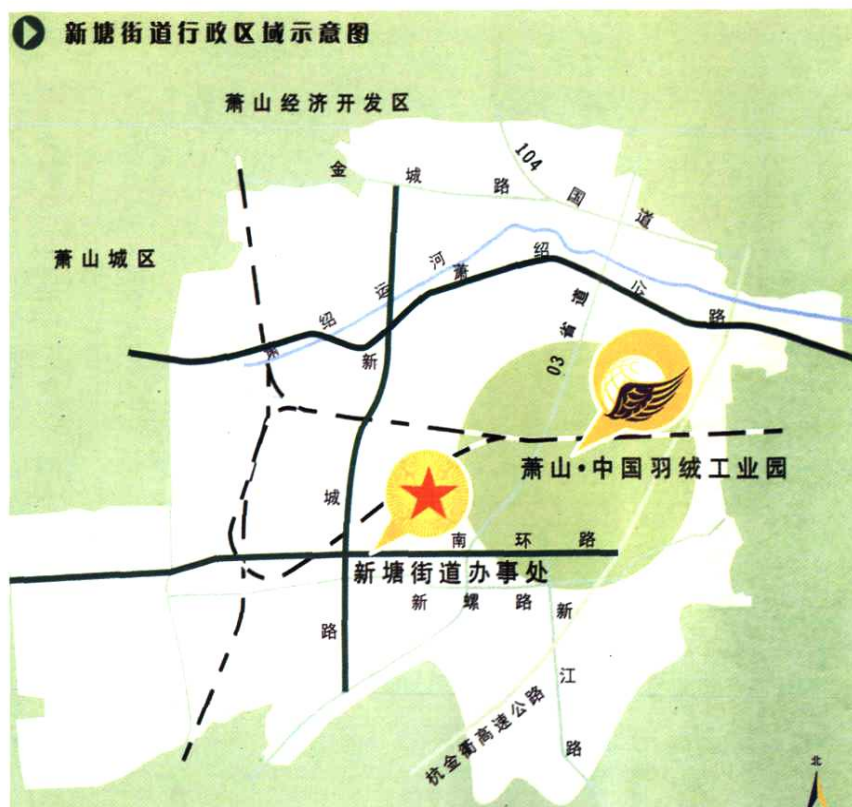 新塘街道行政区域示意图
萧山经济开发区
金城路
104国道
萧山城区
萧绍运河
萧绍公路
03省道
新城路
萧山·中国羽绒工业园
南环路
新塘街道办事处
新螺路
新江路
杭金衢高速公路
北